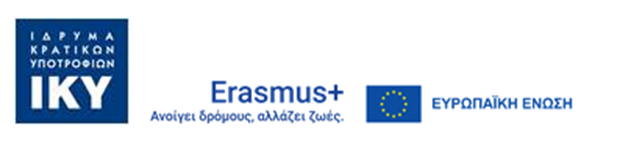 ΙΔΡΥΜΑ
ΚΡΑΤΙΚΩΝ
ΥΠΟΤΡΟΦΙΩΝ
ΙΚΥ
Erasmus+
Ανοίγει δρόμους, αλλάζει ζωές.
ΕΥΡΩΠΑΪΚΗ ΕΝΩΣΗ